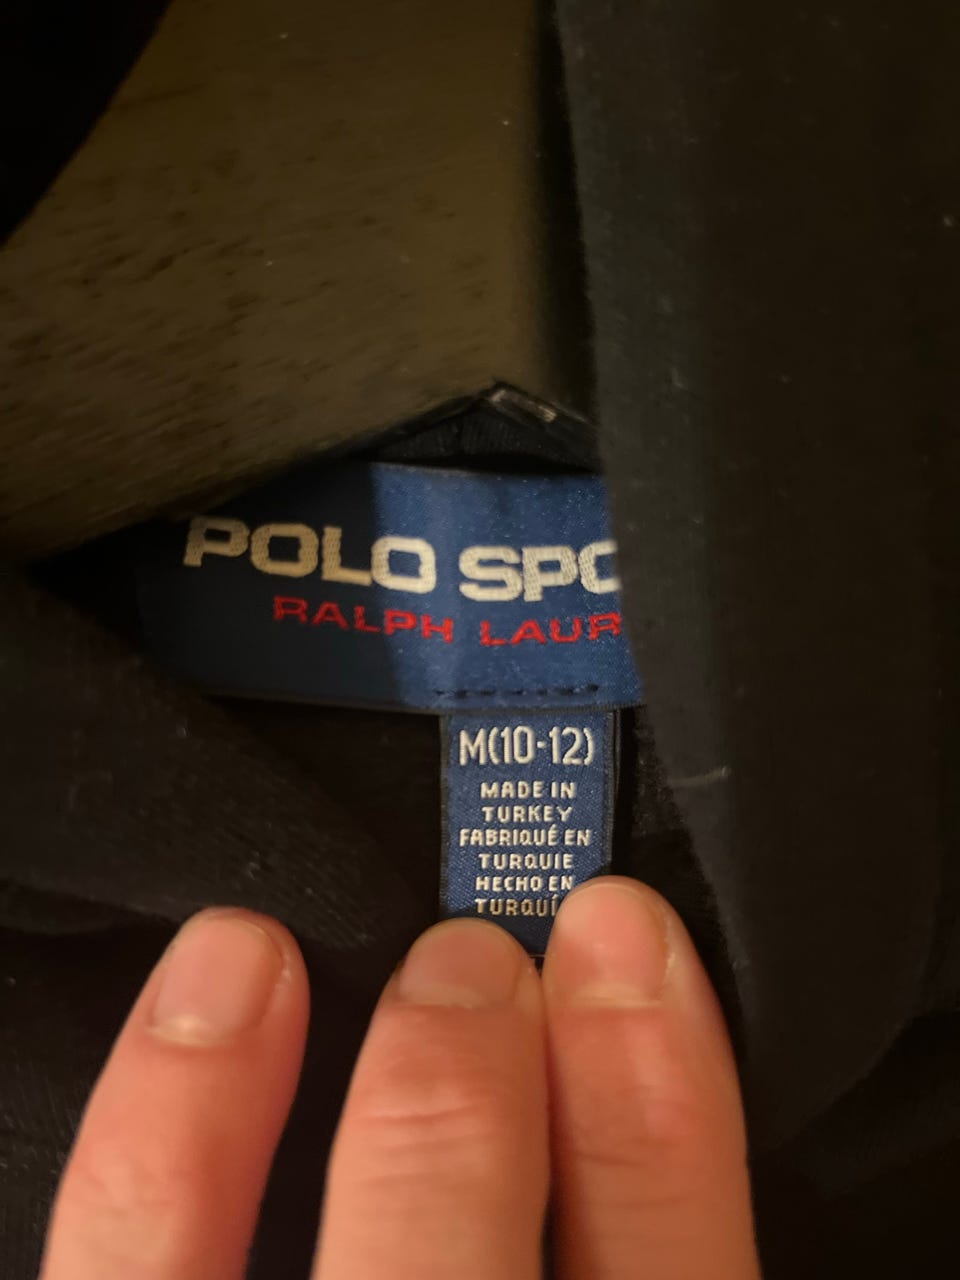 POLO SPO
RALPH LAUR
M(10-12)
MADE IN
TURKEY
FABRIQUÉ EN
TURQUIE
HECHO EN
TURQUÍ